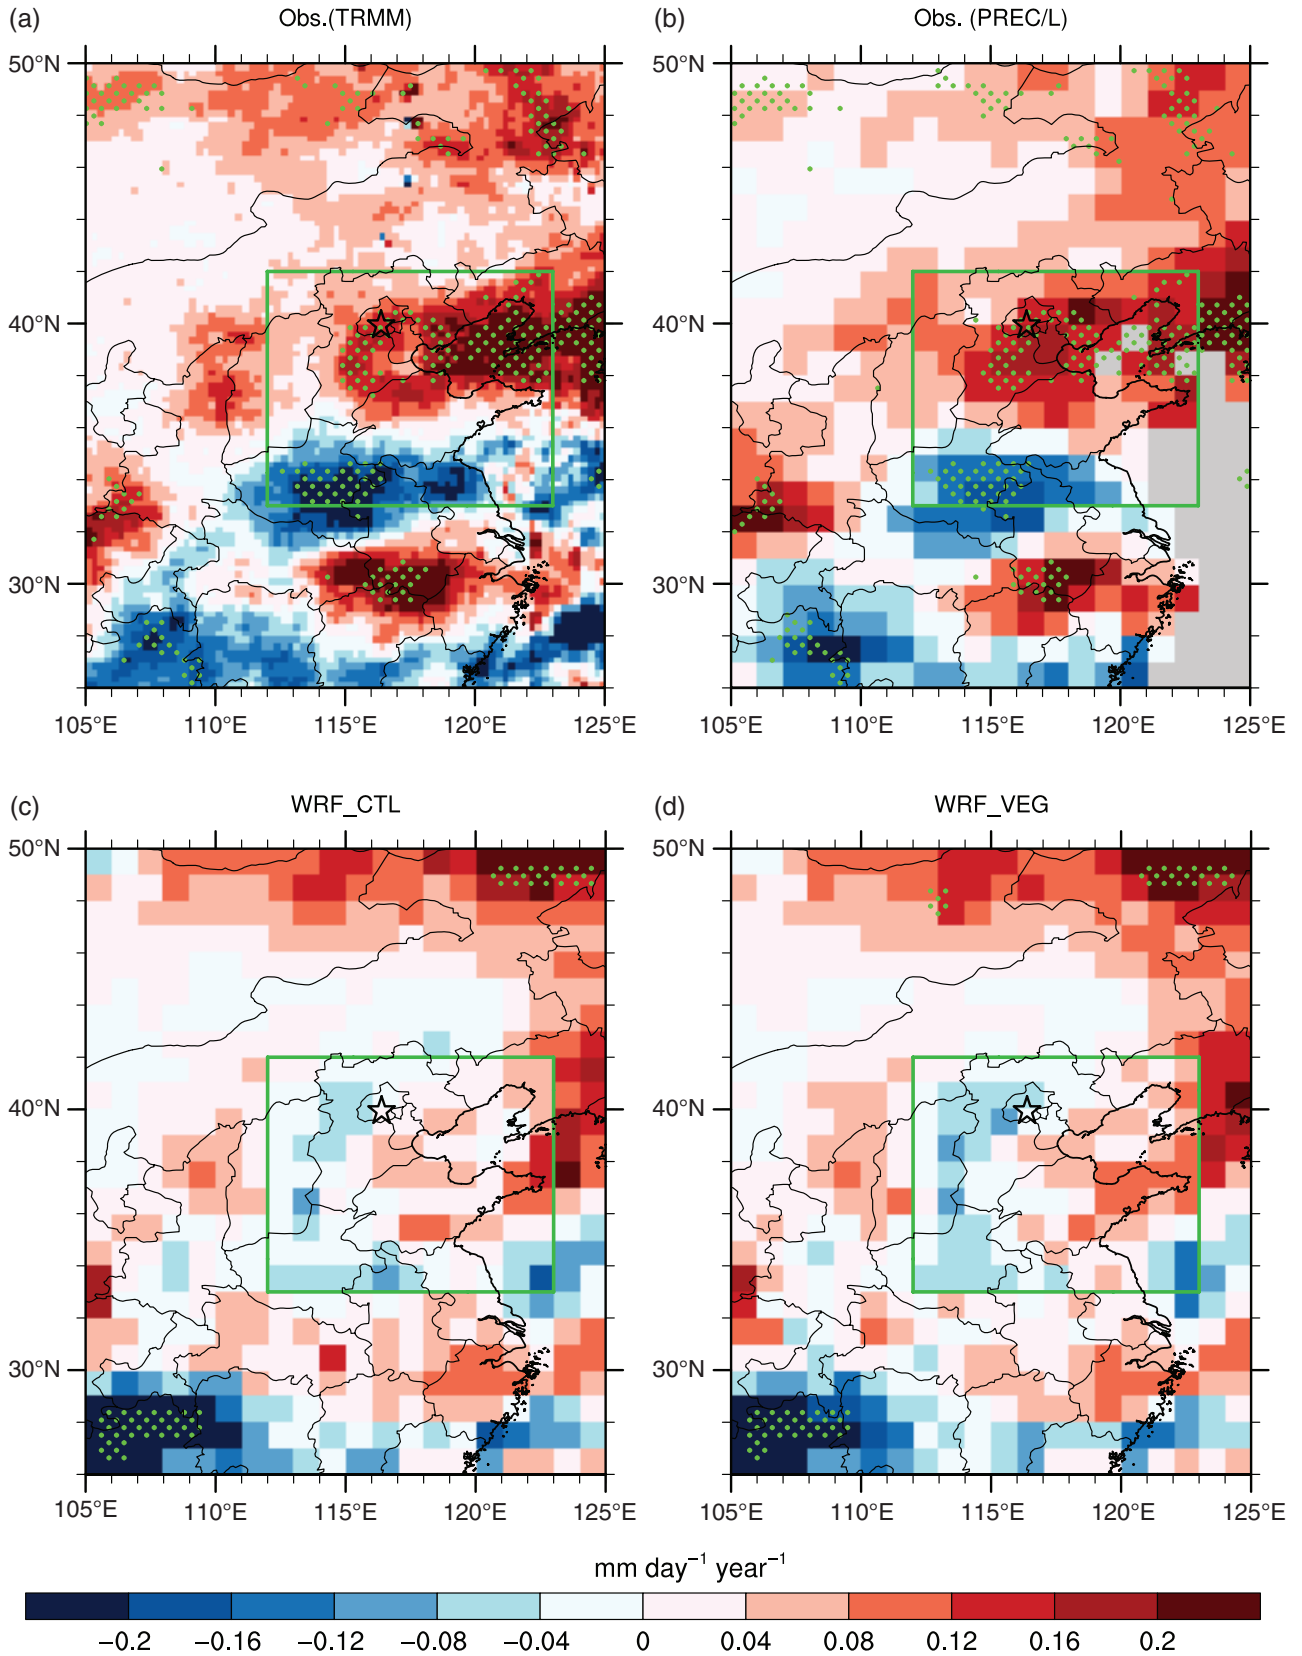 (a) Obs.(TRMM)
(b) Obs. (PREC/L)
50°N 50°N
40°N 40°N
30°N 30°N
105°E 110°E 115°E 120°E 125°E 105°E 110°E 115°E 120°E 125°E
(c) WRF_CTL
(d) WRF_VEG
50°N 50°N
40°N 40°N
30°N 30°N
105°E 110°E 115°E 120°E 125°E 105°E 110°E 115°E 120°E 125°E
mm day⁻¹ year⁻¹
−0.2 −0.16 −0.12 −0.08 −0.04 0 0.04 0.08 0.12 0.16 0.2